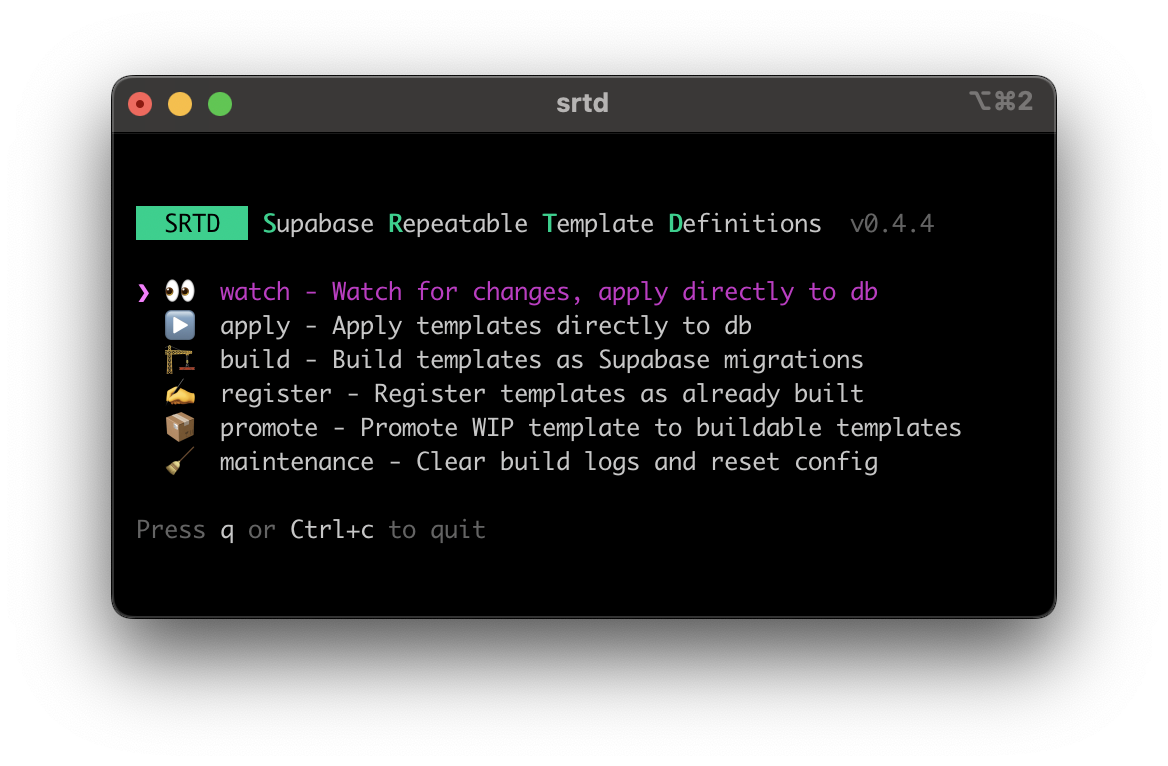 srtd ⌥⌘2
SRTD Supabase Repeatable Template Definitions v0.4.4
❯ 👀 watch - Watch for changes, apply directly to db
▶️ apply - Apply templates directly to db
🏗️ build - Build templates as Supabase migrations
✍️ register - Register templates as already built
📦 promote - Promote WIP template to buildable templates
🧹 maintenance - Clear build logs and reset config
Press q or Ctrl+c to quit